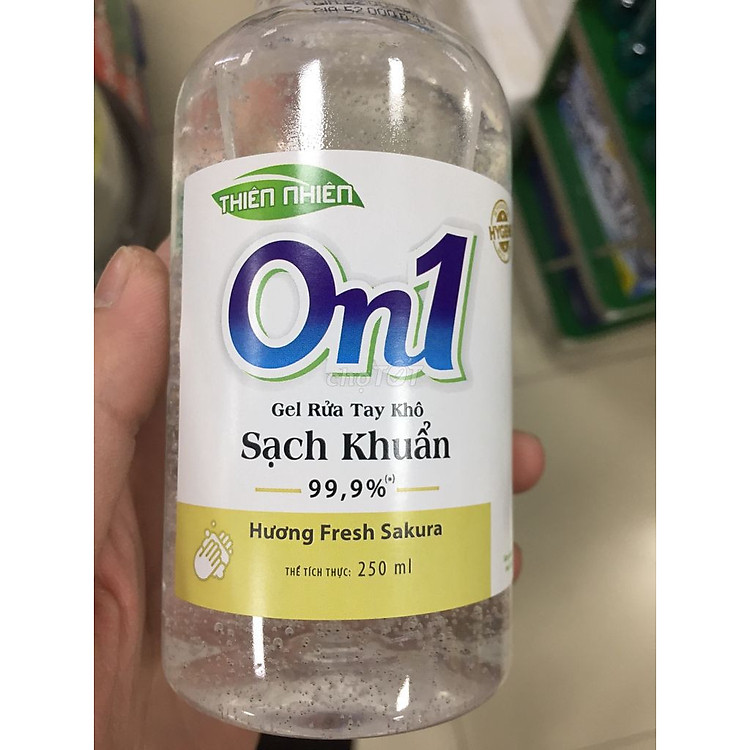 THIÊN NHIÊN
On1
chợTỐT
Gel Rửa Tay Khô
Sạch Khuẩn
99,9%(*)
Hương Fresh Sakura
THỂ TÍCH THỰC: 250 ml